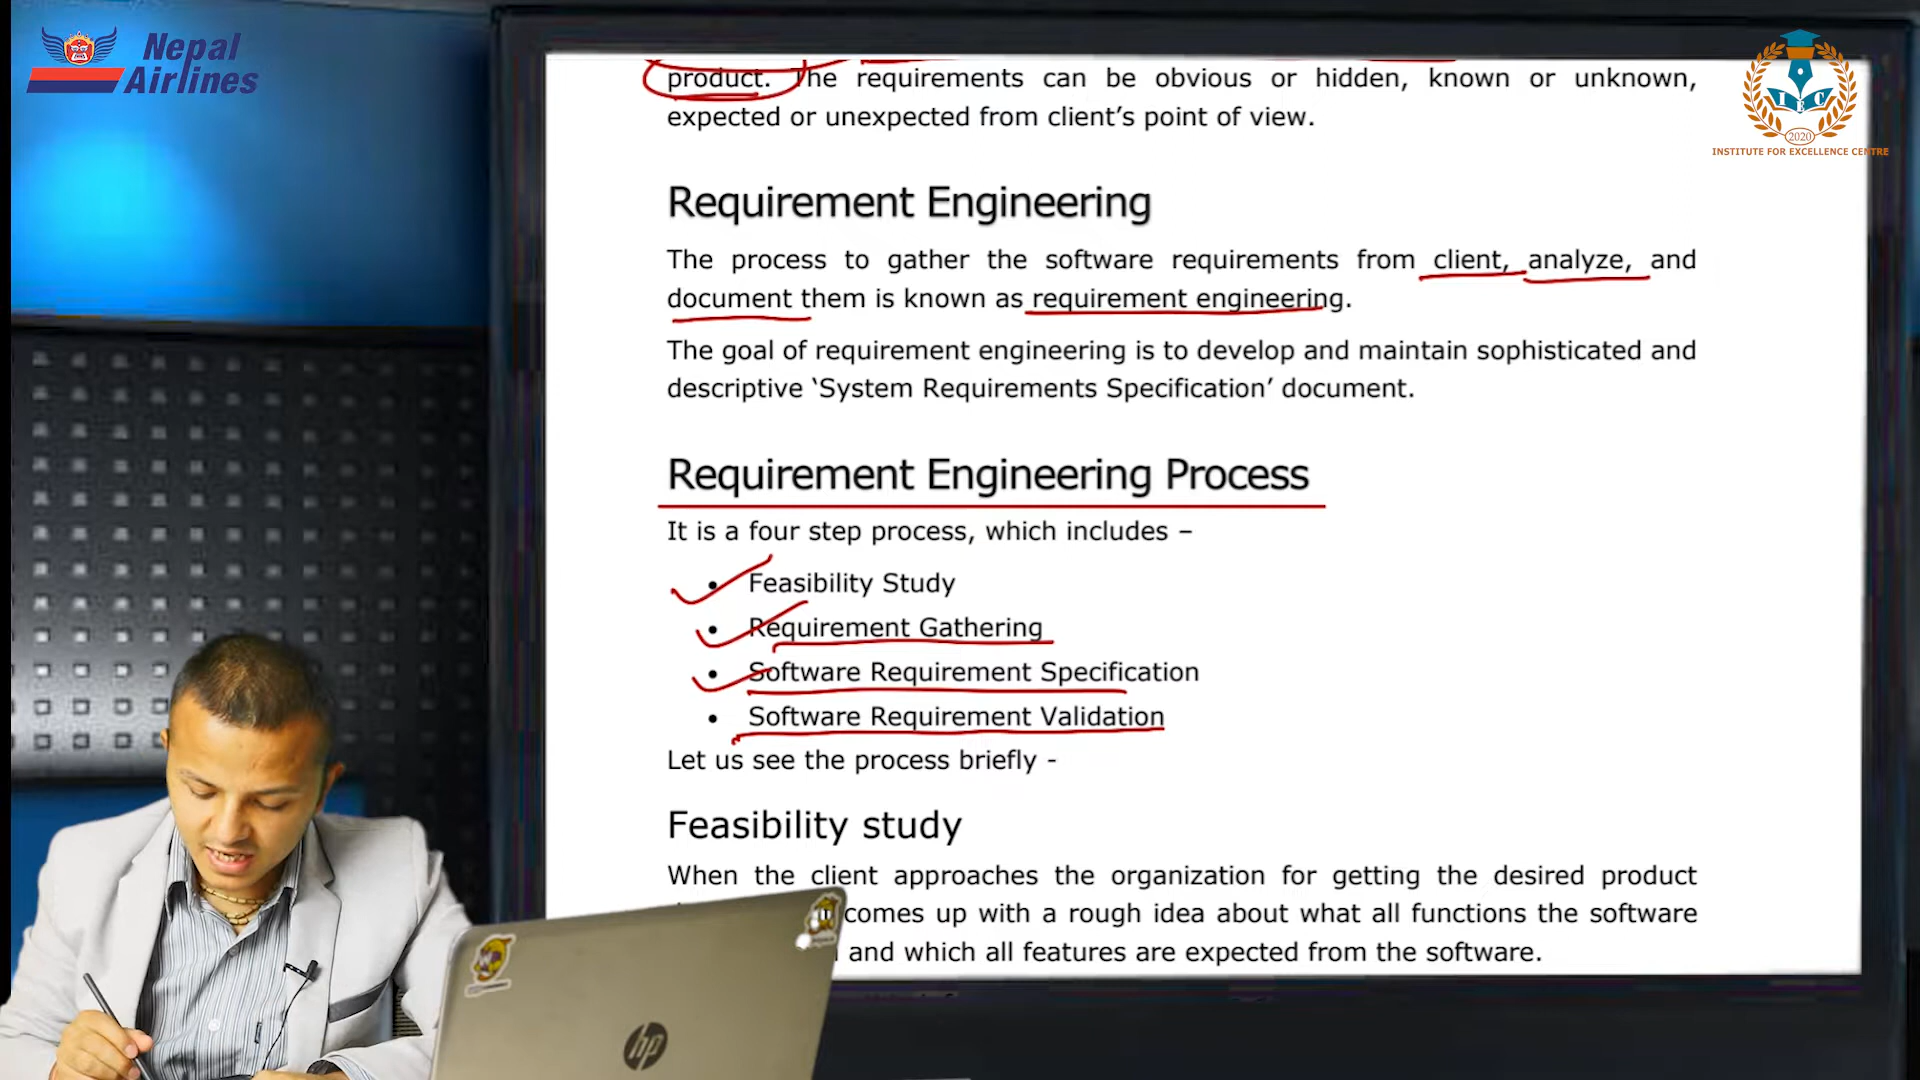 Nepal
Airlines
IEC
2020
INSTITUTE FOR EXCELLENCE CENTRE
product. The requirements can be obvious or hidden, known or unknown,
expected or unexpected from client's point of view.
Requirement Engineering
The process to gather the software requirements from client, analyze, and
document them is known as requirement engineering.
The goal of requirement engineering is to develop and maintain sophisticated and
descriptive ‘System Requirements Specification’ document.
Requirement Engineering Process
It is a four step process, which includes –
• Feasibility Study
• Requirement Gathering
• Software Requirement Specification
• Software Requirement Validation
Let us see the process briefly -
Feasibility study
When the client approaches the organization for getting the desired product
comes up with a rough idea about what all functions the software
and which all features are expected from the software.
hp